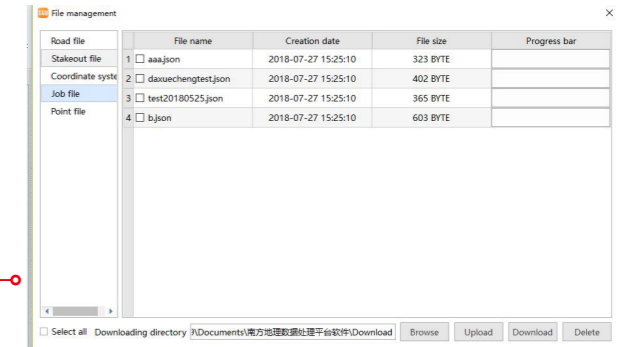 File management
Road file
Stakeout file
Coordinate syste
Job file
Point file
File name Creation date File size Progress bar
1 aaa.json 2018-07-27 15:25:10 323 BYTE
2 daxuechengtest.json 2018-07-27 15:25:10 402 BYTE
3 test20180525.json 2018-07-27 15:25:10 365 BYTE
4 b.json 2018-07-27 15:25:10 603 BYTE
Select all Downloading directory \Documents\南方地理数据处理平台软件\Download Browse Upload Download Delete